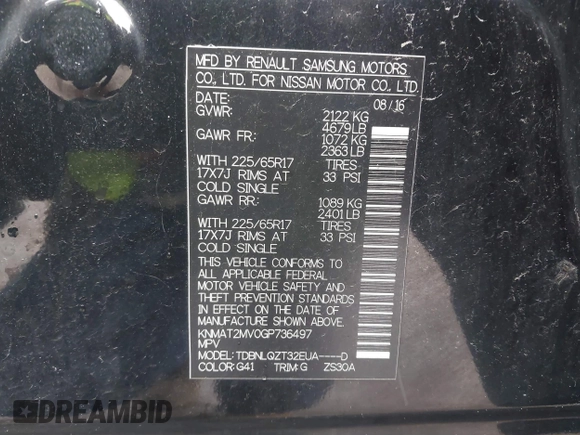 MFD BY RENAULT SAMSUNG MOTORS
CO., LTD. FOR NISSAN MOTOR CO., LTD.
DATE: 08/16
GVWR: 2122 KG
4679 LB
GAWR FR: 1072 KG
2363 LB
WITH 225/65R17 TIRES
17X7J RIMS AT 33 PSI
COLD SINGLE
GAWR RR: 1089 KG
2401 LB
WITH 225/65R17 TIRES
17X7J RIMS AT 33 PSI
COLD SINGLE
THIS VEHICLE CONFORMS TO
ALL APPLICABLE FEDERAL
MOTOR VEHICLE SAFETY AND
THEFT PREVENTION STANDARDS
IN EFFECT ON THE DATE OF
MANUFACTURE SHOWN ABOVE.
KNMAT2MV0GP736497
MPV
MODEL: TDBNLQZT32EUA----D
COLOR: G41 TRIM: G ZS30A
DREAMBID